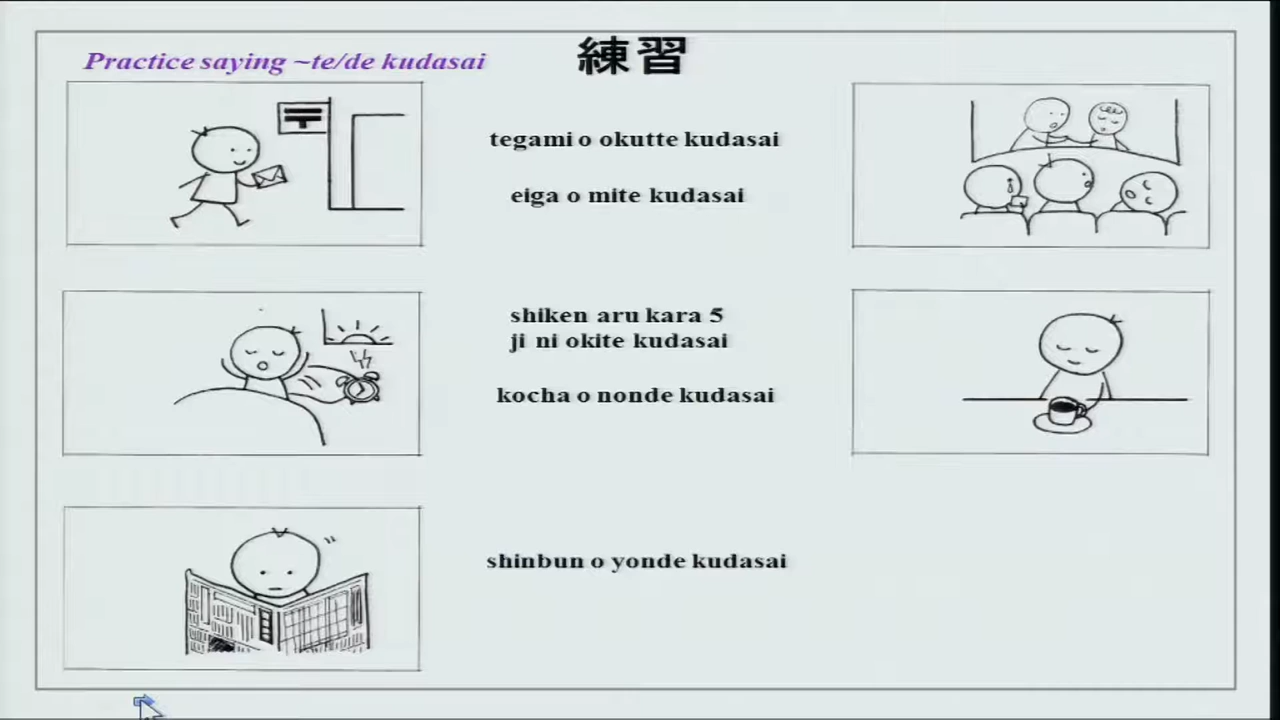 Practice saying ~te/de kudasai
練習
tegami o okutte kudasai
eiga o mite kudasai
shiken aru kara 5
ji ni okite kudasai
kocha o nonde kudasai
shinbun o yonde kudasai